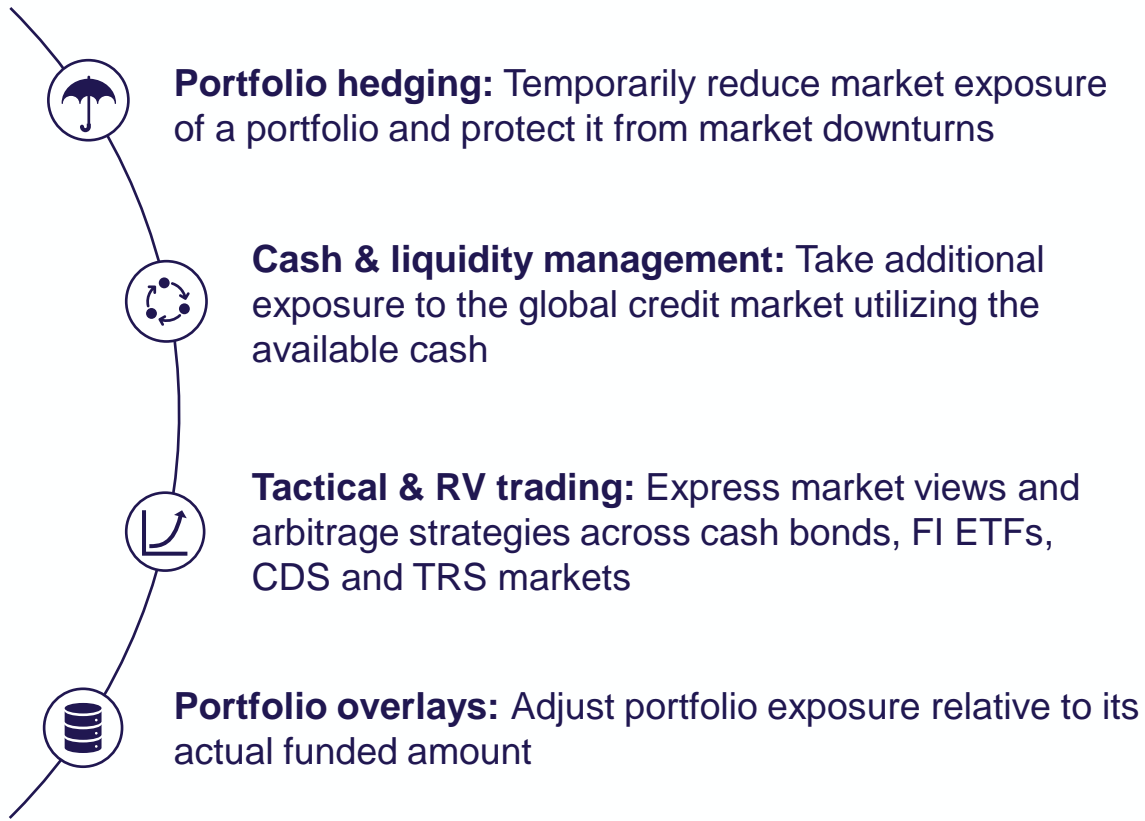 Portfolio hedging: Temporarily reduce market exposure
of a portfolio and protect it from market downturns
Cash & liquidity management: Take additional
exposure to the global credit market utilizing the
available cash
Tactical & RV trading: Express market views and
arbitrage strategies across cash bonds, FI ETFs,
CDS and TRS markets
Portfolio overlays: Adjust portfolio exposure relative to its
actual funded amount